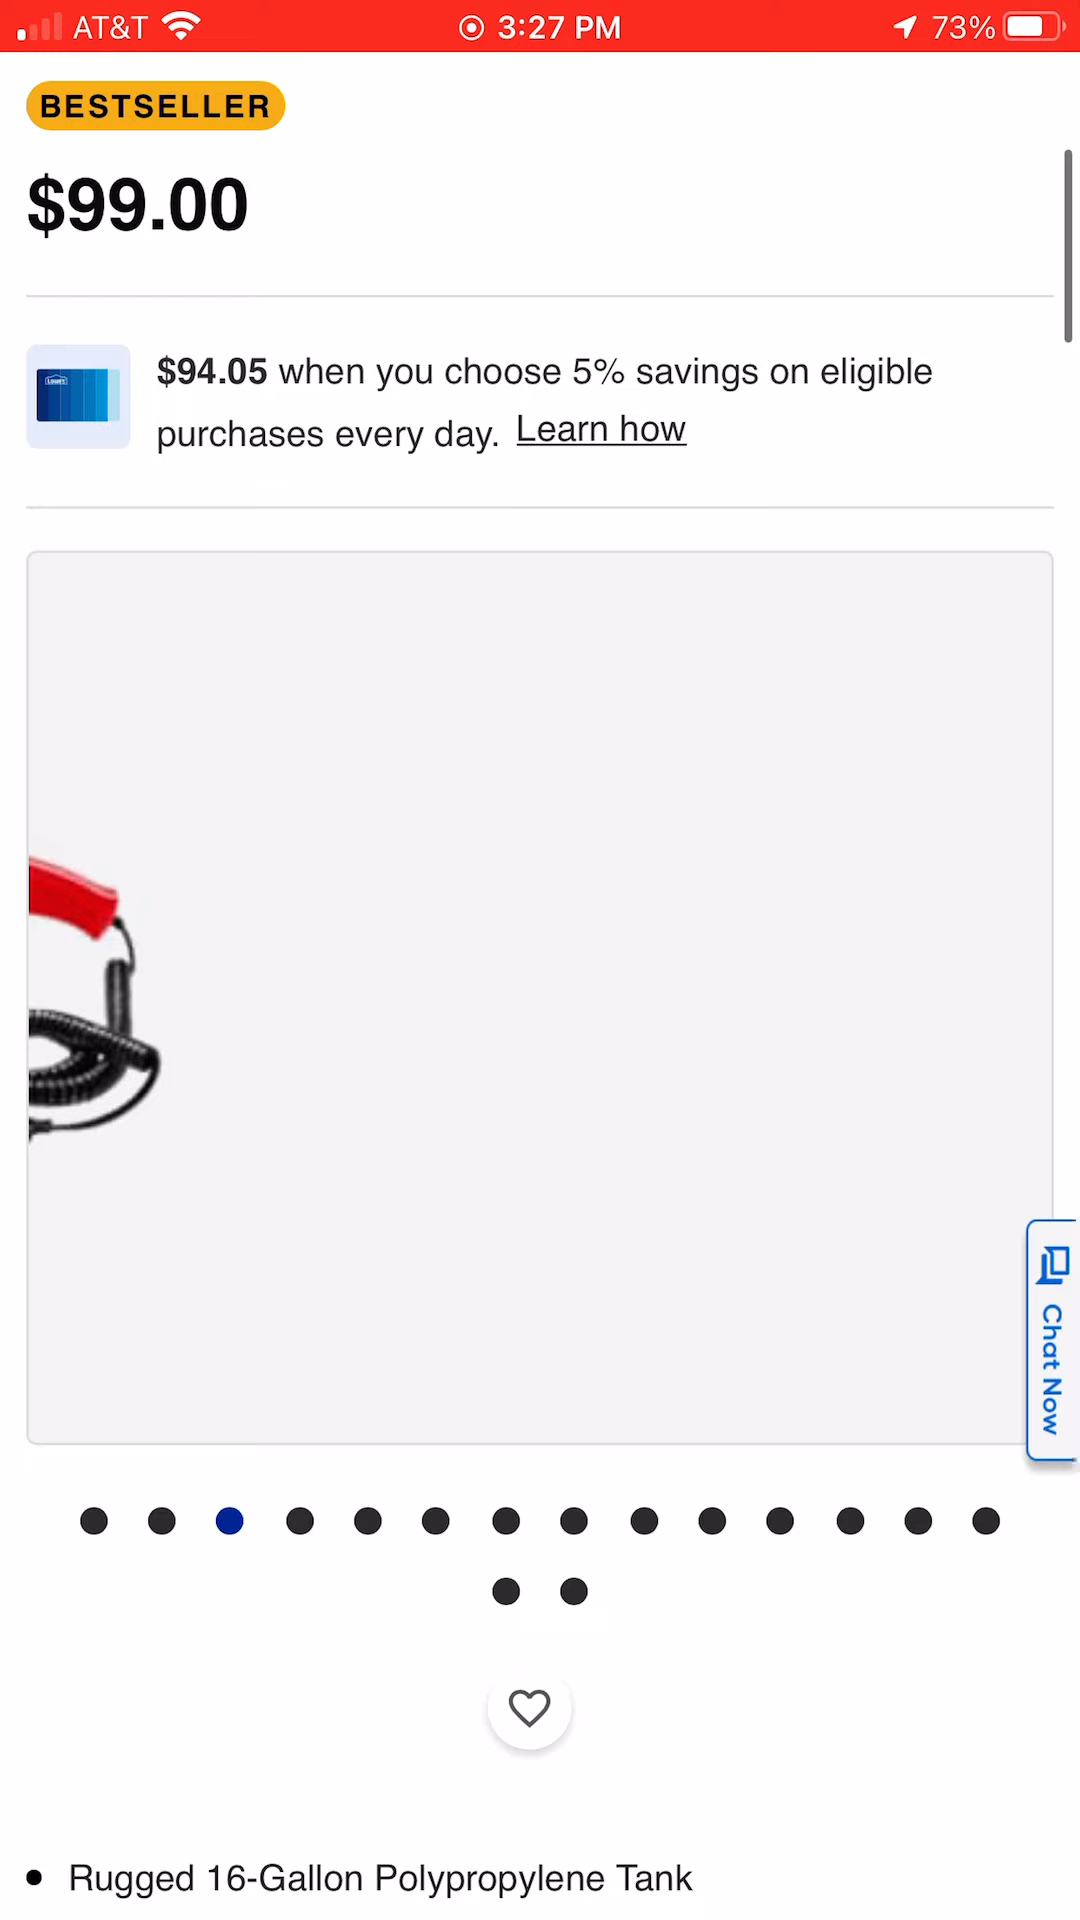 AT&T 3:27 PM 73%
BESTSELLER
$99.00
LOWE'S
$94.05 when you choose 5% savings on eligible
purchases every day. Learn how
Chat Now
Rugged 16-Gallon Polypropylene Tank